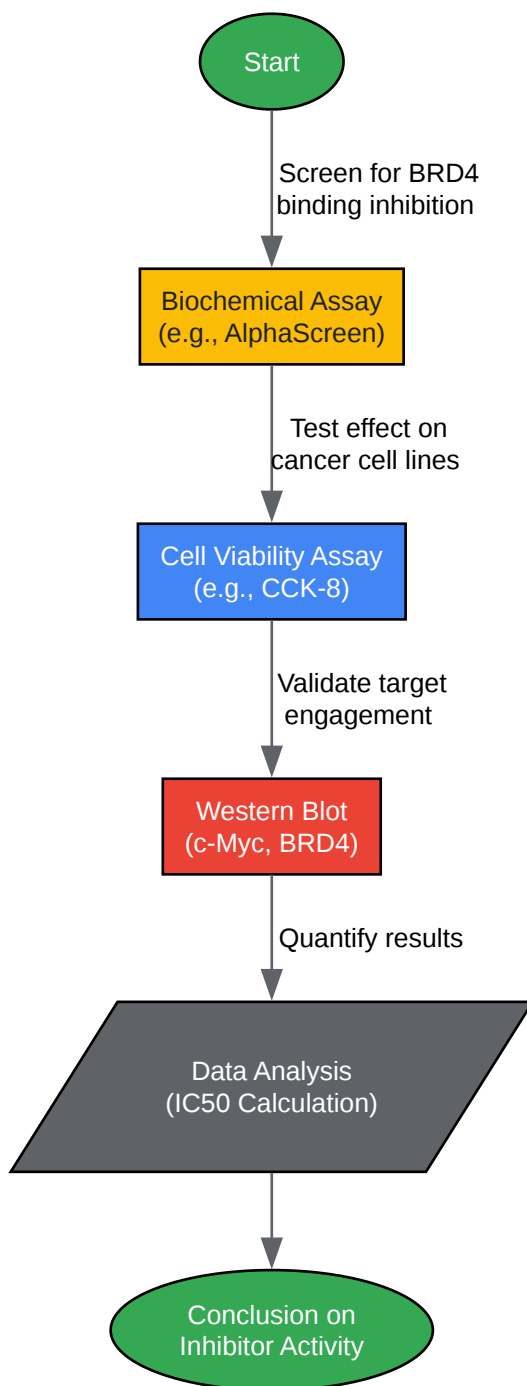 Start
Screen for BRD4
binding inhibition
Biochemical Assay
(e.g., AlphaScreen)
Test effect on
cancer cell lines
Cell Viability Assay
(e.g., CCK-8)
Validate target
engagement
Western Blot
(c-Myc, BRD4)
Quantify results
Data Analysis
(IC50 Calculation)
Conclusion on
Inhibitor Activity